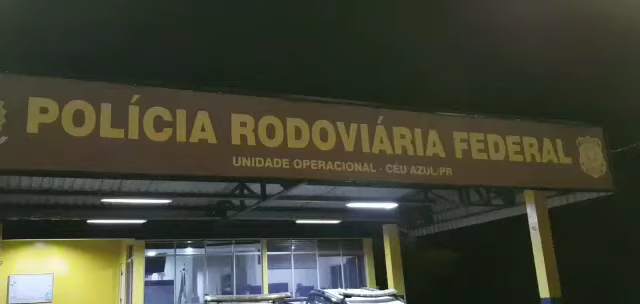 POLÍCIA RODOVIÁRIA FEDERAL
UNIDADE OPERACIONAL - CÉU AZUL/PR